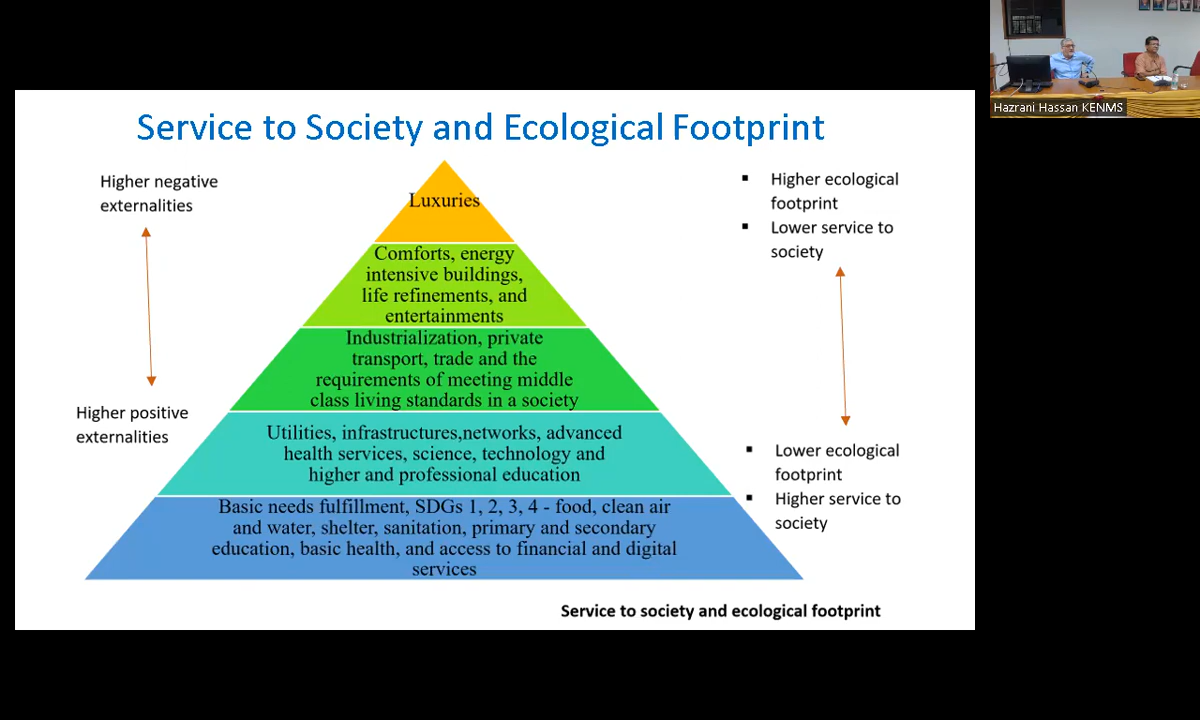 Hazrani Hassan KENMS
Service to Society and Ecological Footprint
Higher negative
externalities
Higher positive
externalities
Luxuries
Comforts, energy
intensive buildings,
life refinements, and
entertainments
Industrialization, private
transport, trade and the
requirements of meeting middle
class living standards in a society
Utilities, infrastructures,networks, advanced
health services, science, technology and
higher and professional education
Basic needs fulfillment, SDGs 1, 2, 3, 4 - food, clean air
and water, shelter, sanitation, primary and secondary
education, basic health, and access to financial and digital
services
▪ Higher ecological
footprint
▪ Lower service to
society
▪ Lower ecological
footprint
▪ Higher service to
society
Service to society and ecological footprint